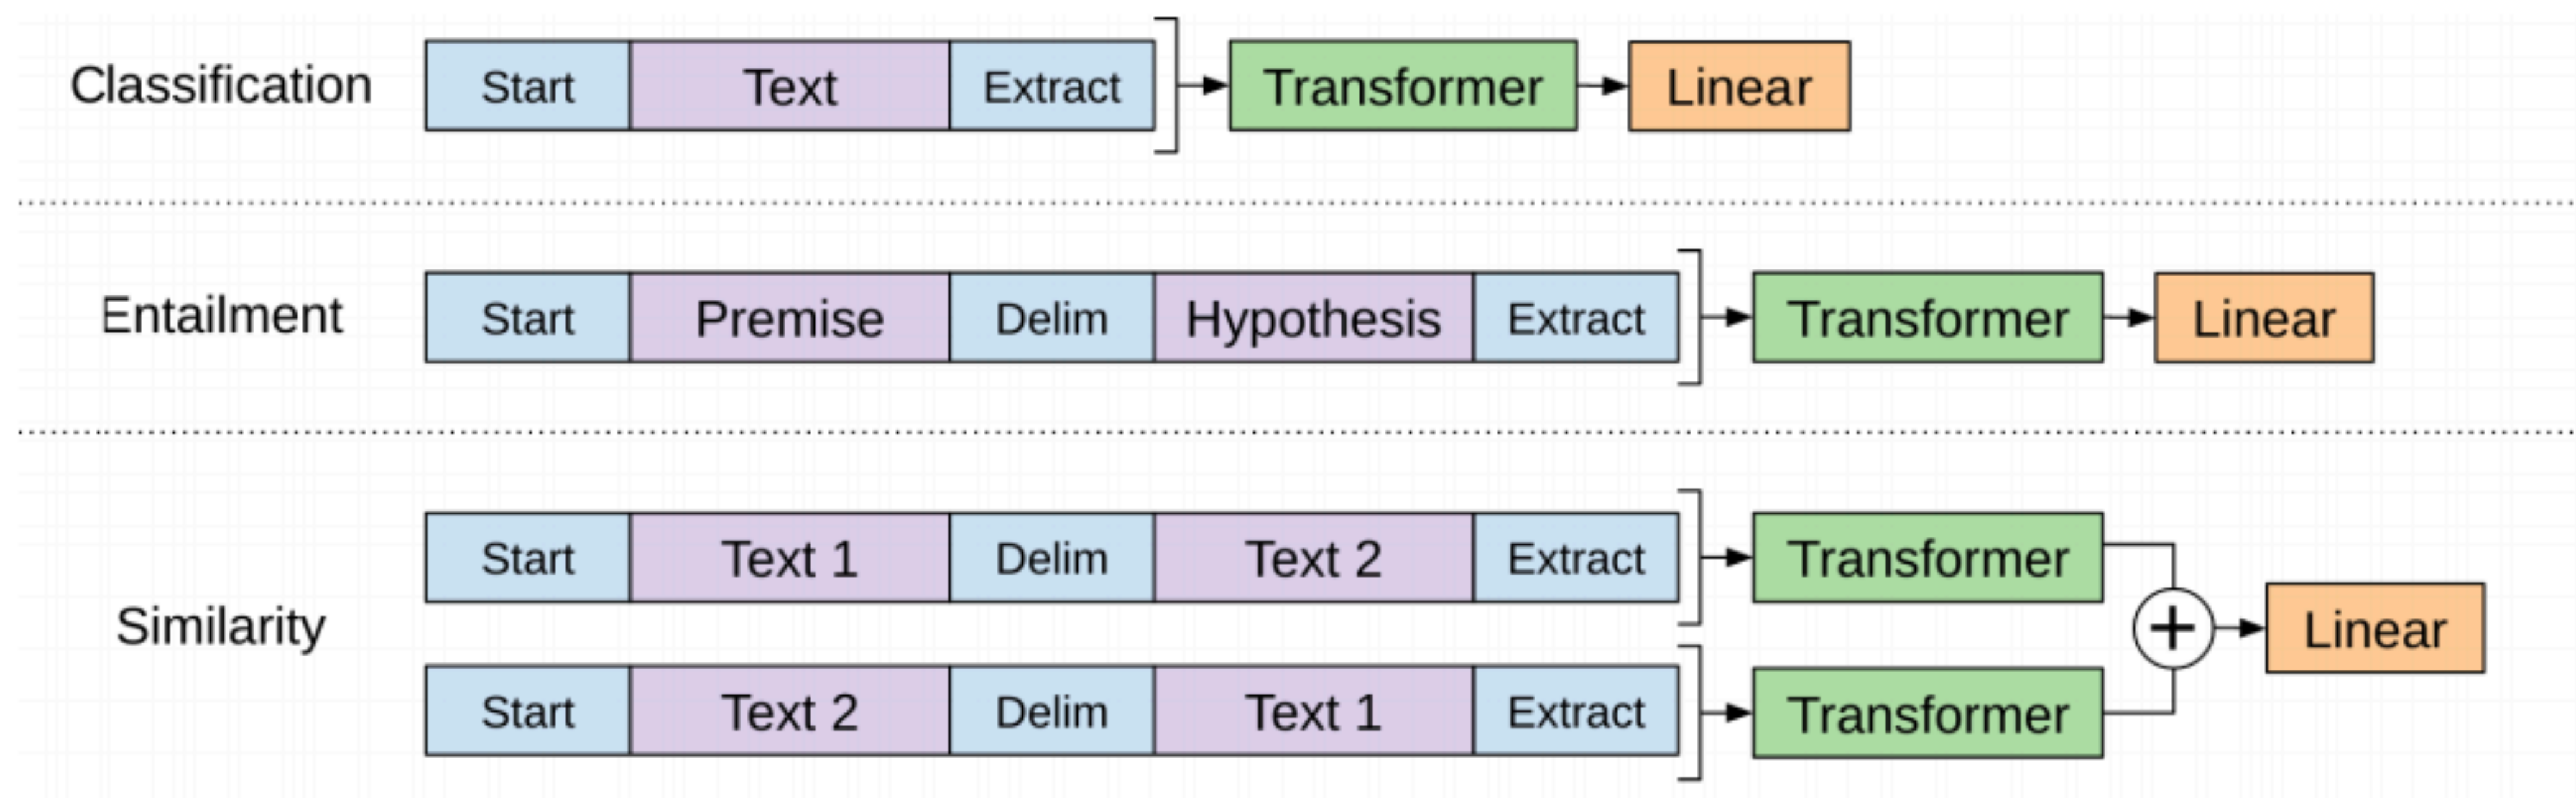 Classification Start Text Extract Transformer Linear
Entailment Start Premise Delim Hypothesis Extract Transformer Linear
Similarity
Start Text 1 Delim Text 2 Extract Transformer
+ Linear
Start Text 2 Delim Text 1 Extract Transformer